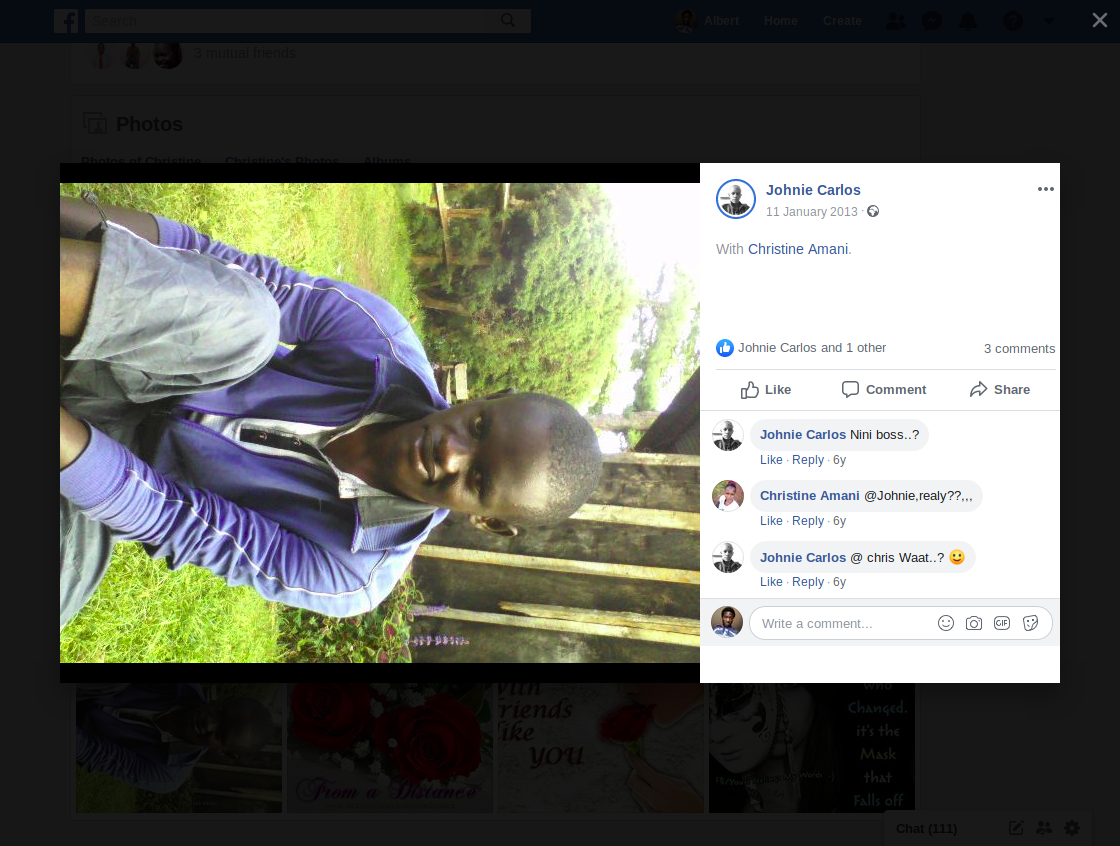 Search
Albert
Home
Create
3 mutual friends
Photos
Photos of Christine
Christine's Photos
Albums
Johnie Carlos
11 January 2013 ·
With Christine Amani.
Johnie Carlos and 1 other
3 comments
Like
Comment
Share
Johnie Carlos Nini boss..?
Like · Reply · 6y
Christine Amani @Johnie,realy??,,,
Like · Reply · 6y
Johnie Carlos @ chris Waat..? 🙂
Like · Reply · 6y
Write a comment...
GIF
From a Distance
With
friends
like
YOU
who
Changed.
it's the
Mask
that
Falls off
Chat (111)